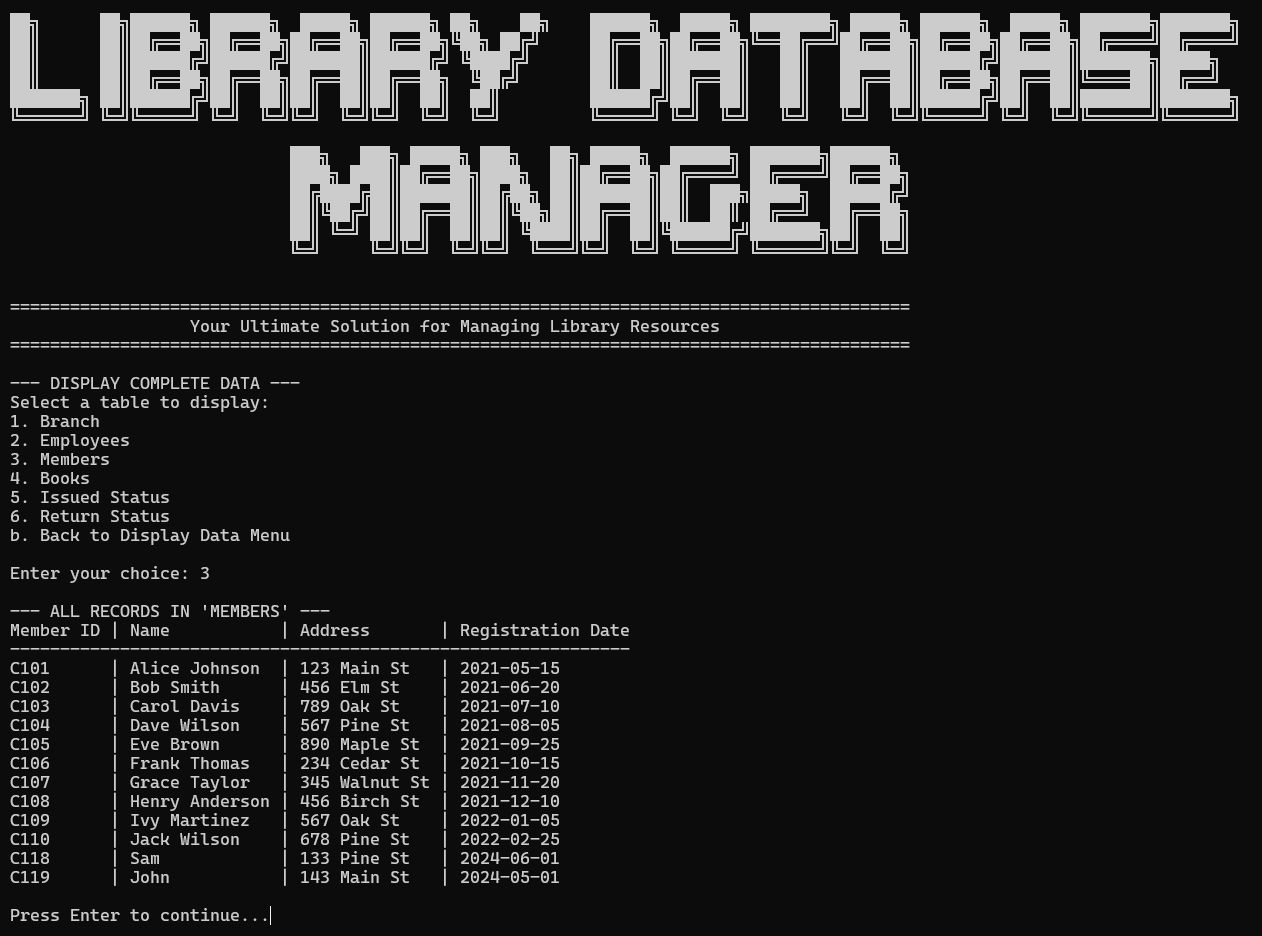 LIBRARY DATABASE
MANAGER
==========================================================================================
Your Ultimate Solution for Managing Library Resources
==========================================================================================
--- DISPLAY COMPLETE DATA ---
Select a table to display:
1. Branch
2. Employees
3. Members
4. Books
5. Issued Status
6. Return Status
b. Back to Display Data Menu
Enter your choice: 3
--- ALL RECORDS IN 'MEMBERS' ---
Member ID | Name           | Address       | Registration Date
--------------------------------------------------------------
C101      | Alice Johnson  | 123 Main St   | 2021-05-15
C102      | Bob Smith      | 456 Elm St    | 2021-06-20
C103      | Carol Davis    | 789 Oak St    | 2021-07-10
C104      | Dave Wilson    | 567 Pine St   | 2021-08-05
C105      | Eve Brown      | 890 Maple St  | 2021-09-25
C106      | Frank Thomas   | 234 Cedar St  | 2021-10-15
C107      | Grace Taylor   | 345 Walnut St | 2021-11-20
C108      | Henry Anderson | 456 Birch St  | 2021-12-10
C109      | Ivy Martinez   | 567 Oak St    | 2022-01-05
C110      | Jack Wilson    | 678 Pine St   | 2022-02-25
C118      | Sam            | 133 Pine St   | 2024-06-01
C119      | John           | 143 Main St   | 2024-05-01
Press Enter to continue...